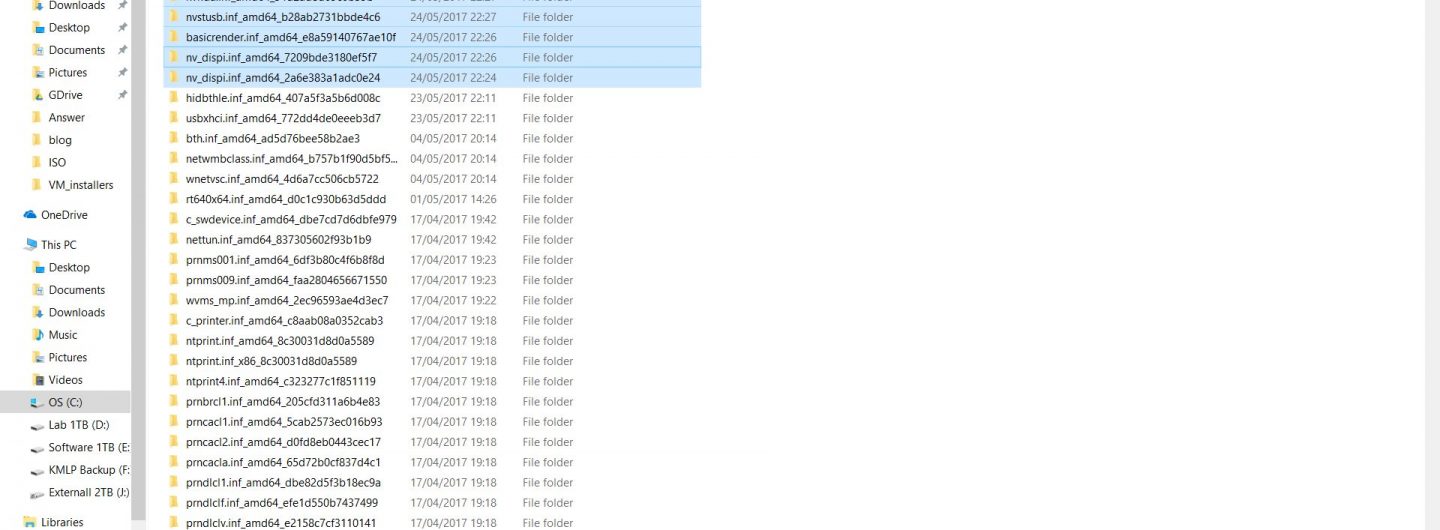 Downloads
Desktop
Documents
Pictures
GDrive
Answer
blog
ISO
VM_installers
OneDrive
This PC
Desktop
Documents
Downloads
Music
Pictures
Videos
OS (C:)
Lab 1TB (D:)
Software 1TB (E:
KMLP Backup (F:
Externall 2TB (J:)
Libraries
nvstusb.inf_amd64_b28ab2731bbde4c6 24/05/2017 22:27 File folder
basicrender.inf_amd64_e8a59140767ae10f 24/05/2017 22:26 File folder
nv_dispi.inf_amd64_7209bde3180ef5f7 24/05/2017 22:26 File folder
nv_dispi.inf_amd64_2a6e383a1adc0e24 24/05/2017 22:24 File folder
hidbthle.inf_amd64_407a5f3a5b6d008c 23/05/2017 22:11 File folder
usbxhci.inf_amd64_772dd4de0eeeb3d7 23/05/2017 22:11 File folder
bth.inf_amd64_ad5d76bee58b2ae3 04/05/2017 20:14 File folder
netwmbclass.inf_amd64_b757b1f90d5bf5... 04/05/2017 20:14 File folder
wnetvsc.inf_amd64_4d6a7cc506cb5722 04/05/2017 20:14 File folder
rt640x64.inf_amd64_d0c1c930b63d5ddd 01/05/2017 14:26 File folder
c_swdevice.inf_amd64_dbe7cd7d6dbfe979 17/04/2017 19:42 File folder
nettun.inf_amd64_837305602f93b1b9 17/04/2017 19:42 File folder
prnms001.inf_amd64_6df3b80c4f6b8f8d 17/04/2017 19:23 File folder
prnms009.inf_amd64_faa2804656671550 17/04/2017 19:23 File folder
wvms_mp.inf_amd64_2ec96593ae4d3ec7 17/04/2017 19:22 File folder
c_printer.inf_amd64_c8aab08a0352cab3 17/04/2017 19:18 File folder
ntprint.inf_amd64_8c30031d8d0a5589 17/04/2017 19:18 File folder
ntprint.inf_x86_8c30031d8d0a5589 17/04/2017 19:18 File folder
ntprint4.inf_amd64_c323277c1f851119 17/04/2017 19:18 File folder
prnbrcl1.inf_amd64_205cfd311a6b4e83 17/04/2017 19:18 File folder
prncacl1.inf_amd64_5cab2573ec016b93 17/04/2017 19:18 File folder
prncacl2.inf_amd64_d0fd8eb0443cec17 17/04/2017 19:18 File folder
prncacla.inf_amd64_65d72b0cf837d4c1 17/04/2017 19:18 File folder
prndlcl1.inf_amd64_dbe82d5f3b18ec9a 17/04/2017 19:18 File folder
prndlclf.inf_amd64_efe1d550b7437499 17/04/2017 19:18 File folder
prndlclv.inf_amd64_e2158c7cf3110141 17/04/2017 19:18 File folder